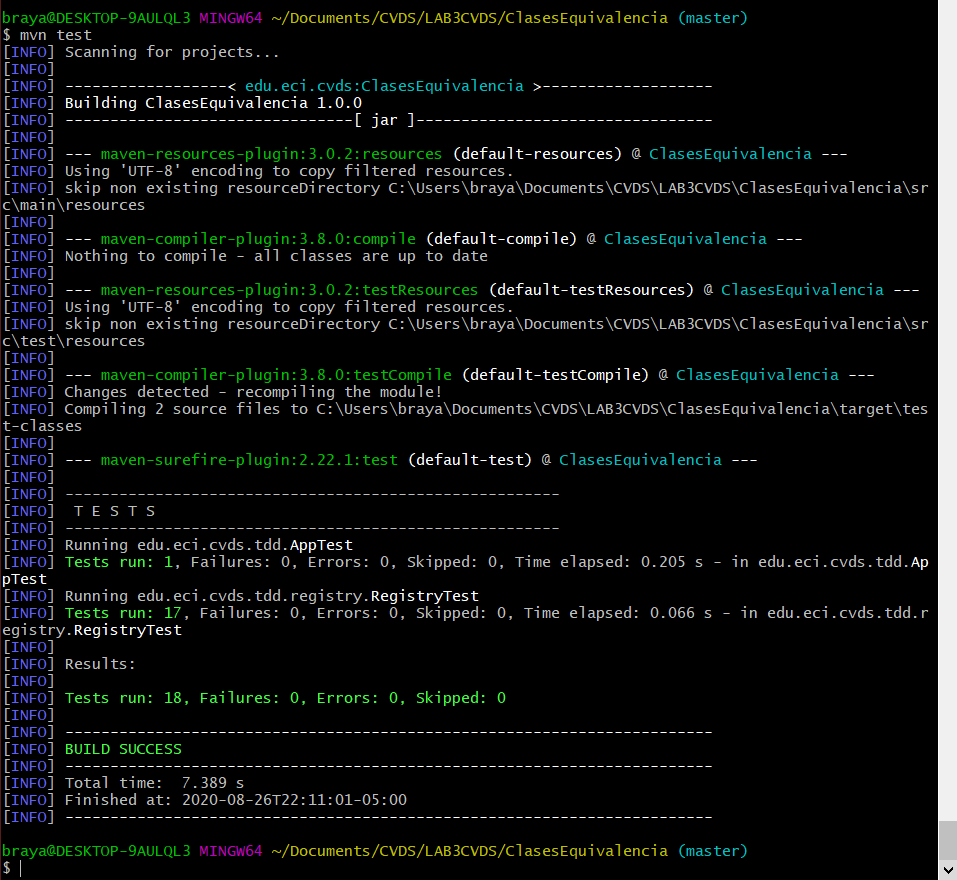 braya@DESKTOP-9AULQL3 MINGW64 ~/Documents/CVDS/LAB3CVDS/ClasesEquivalencia (master)
$ mvn test
[INFO] Scanning for projects...
[INFO]
[INFO] ------------------< edu.eci.cvds:ClasesEquivalencia >-------------------
[INFO] Building ClasesEquivalencia 1.0.0
[INFO] --------------------------------[ jar ]---------------------------------
[INFO]
[INFO] --- maven-resources-plugin:3.0.2:resources (default-resources) @ ClasesEquivalencia ---
[INFO] Using 'UTF-8' encoding to copy filtered resources.
[INFO] skip non existing resourceDirectory C:\Users\braya\Documents\CVDS\LAB3CVDS\ClasesEquivalencia\sr
c\main\resources
[INFO]
[INFO] --- maven-compiler-plugin:3.8.0:compile (default-compile) @ ClasesEquivalencia ---
[INFO] Nothing to compile - all classes are up to date
[INFO]
[INFO] --- maven-resources-plugin:3.0.2:testResources (default-testResources) @ ClasesEquivalencia ---
[INFO] Using 'UTF-8' encoding to copy filtered resources.
[INFO] skip non existing resourceDirectory C:\Users\braya\Documents\CVDS\LAB3CVDS\ClasesEquivalencia\sr
c\test\resources
[INFO]
[INFO] --- maven-compiler-plugin:3.8.0:testCompile (default-testCompile) @ ClasesEquivalencia ---
[INFO] Changes detected - recompiling the module!
[INFO] Compiling 2 source files to C:\Users\braya\Documents\CVDS\LAB3CVDS\ClasesEquivalencia\target\tes
t-classes
[INFO]
[INFO] --- maven-surefire-plugin:2.22.1:test (default-test) @ ClasesEquivalencia ---
[INFO]
[INFO] -------------------------------------------------------
[INFO]  T E S T S
[INFO] -------------------------------------------------------
[INFO] Running edu.eci.cvds.tdd.AppTest
[INFO] Tests run: 1, Failures: 0, Errors: 0, Skipped: 0, Time elapsed: 0.205 s - in edu.eci.cvds.tdd.Ap
pTest
[INFO] Running edu.eci.cvds.tdd.registry.RegistryTest
[INFO] Tests run: 17, Failures: 0, Errors: 0, Skipped: 0, Time elapsed: 0.066 s - in edu.eci.cvds.tdd.r
egistry.RegistryTest
[INFO]
[INFO] Results:
[INFO]
[INFO] Tests run: 18, Failures: 0, Errors: 0, Skipped: 0
[INFO]
[INFO] ------------------------------------------------------------------------
[INFO] BUILD SUCCESS
[INFO] ------------------------------------------------------------------------
[INFO] Total time:  7.389 s
[INFO] Finished at: 2020-08-26T22:11:01-05:00
[INFO] ------------------------------------------------------------------------
braya@DESKTOP-9AULQL3 MINGW64 ~/Documents/CVDS/LAB3CVDS/ClasesEquivalencia (master)
$